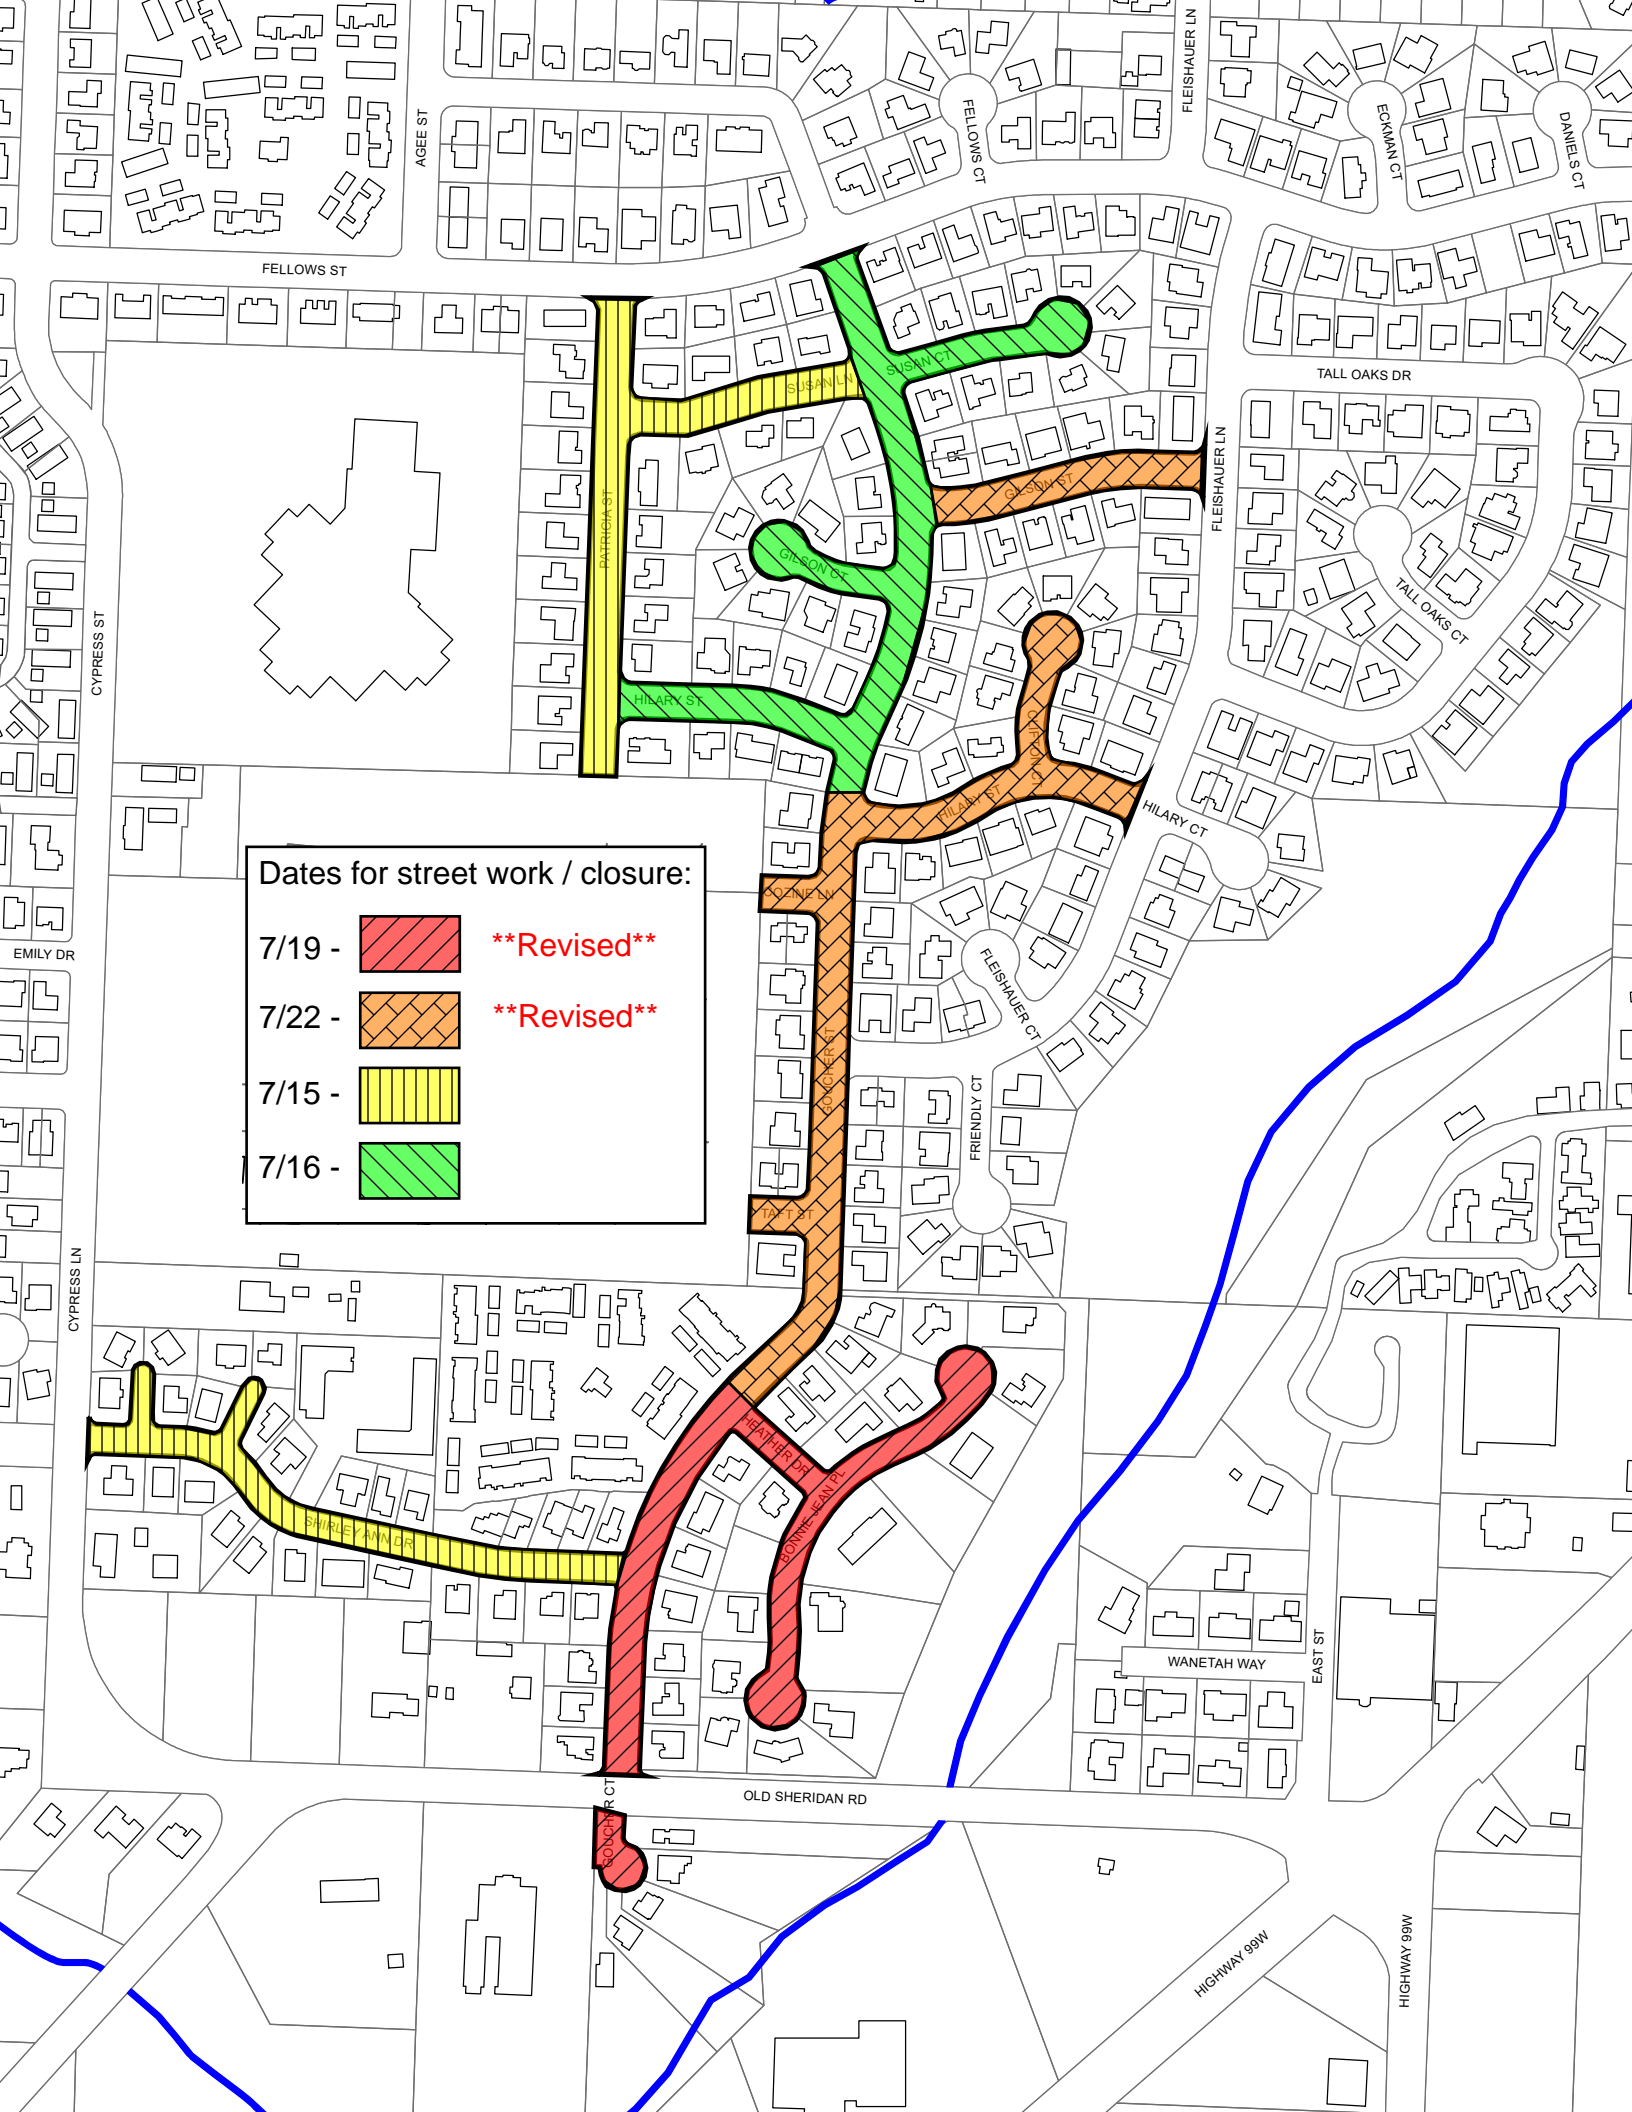 FLEISHAUER LN
AGEE ST
FELLOWS CT
ECKMAN CT
DANIELS CT
FELLOWS ST
SUSAN CT
SUSAN LN
TALL OAKS DR
GILSON ST
FLEISHAUER LN
PATRICIA ST
GILSON CT
TALL OAKS CT
CYPRESS ST
HILARY ST
CLIFTON CT
HILARY ST
HILARY CT
Dates for street work / closure:
7/19 - **Revised**
7/22 - **Revised**
7/15 -
7/16 -
COZINE LN
EMILY DR
FLEISHAUER CT
GOUCHER ST
FRIENDLY CT
TAFT ST
CYPRESS LN
HEATHER DR
BONNIE JEAN PL
SHIRLEY ANN DR
WANETAH WAY
EAST ST
OLD SHERIDAN RD
GOUCHER CT
HIGHWAY 99W
HIGHWAY 99W